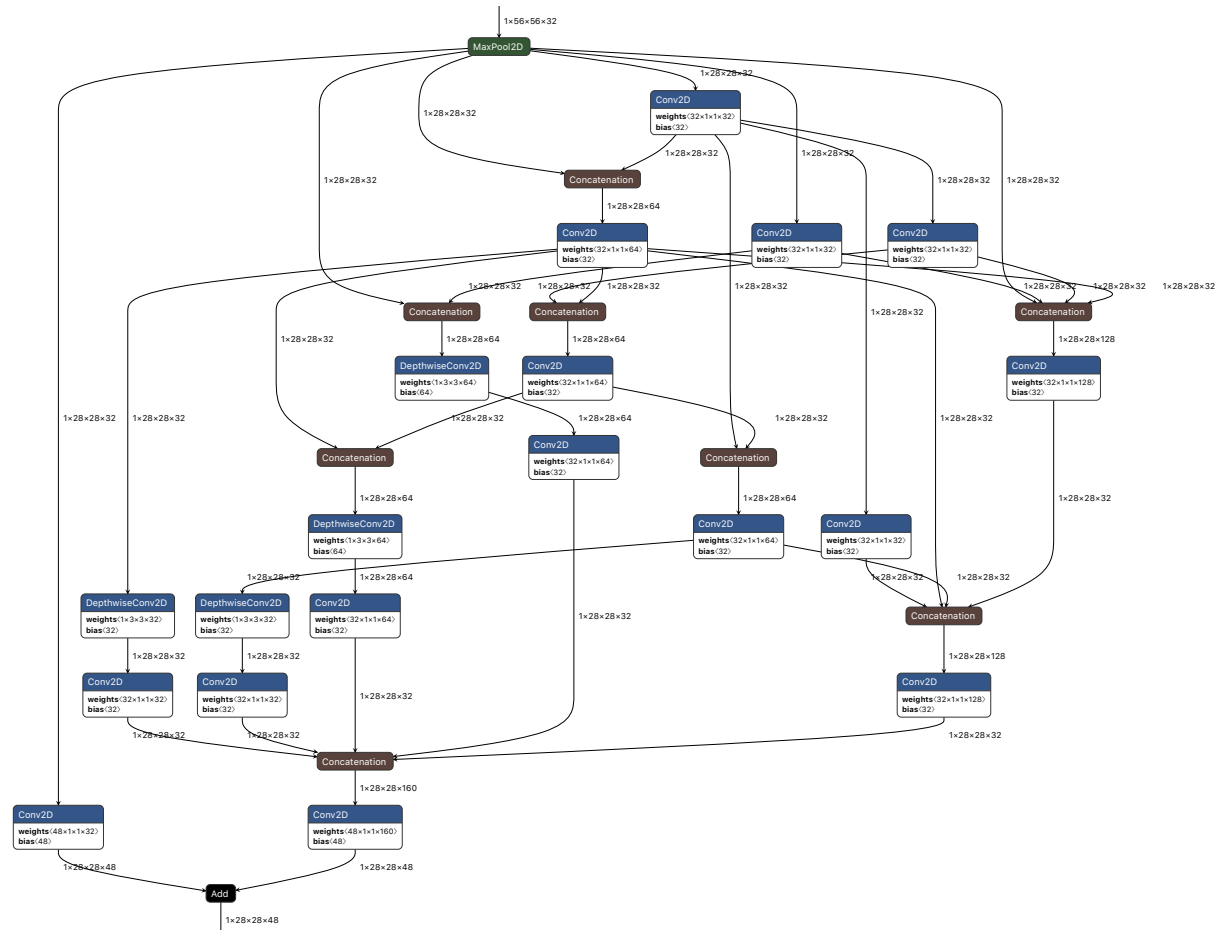 1×56×56×32
MaxPool2D
1×28×28×32
Conv2D
1×28×28×32
weights⟨32×1×1×32⟩
bias⟨32⟩
1×28×28×32
1×28×28×32
1×28×28×32
Concatenation
1×28×28×32
1×28×28×32
1×28×28×64
Conv2D
Conv2D
Conv2D
weights⟨32×1×1×64⟩
weights⟨32×1×1×32⟩
weights⟨32×1×1×32⟩
bias⟨32⟩
bias⟨32⟩
bias⟨32⟩
1×28×28×32
1×28×28×32
1×28×28×32
1×28×28×32
1×28×28×32
1×28×28×32
1×28×28×32
Concatenation
Concatenation
1×28×28×32
Concatenation
1×28×28×32
1×28×28×64
1×28×28×64
1×28×28×128
DepthwiseConv2D
Conv2D
Conv2D
weights⟨1×3×3×64⟩
weights⟨32×1×1×64⟩
weights⟨32×1×1×128⟩
bias⟨64⟩
bias⟨32⟩
bias⟨32⟩
1×28×28×32
1×28×28×32
1×28×28×32
1×28×28×64
1×28×28×32
1×28×28×32
Conv2D
Concatenation
weights⟨32×1×1×64⟩
Concatenation
bias⟨32⟩
1×28×28×64
1×28×28×64
1×28×28×32
DepthwiseConv2D
Conv2D
Conv2D
weights⟨1×3×3×64⟩
weights⟨32×1×1×64⟩
weights⟨32×1×1×32⟩
bias⟨64⟩
bias⟨32⟩
bias⟨32⟩
1×28×28×32
1×28×28×64
1×28×28×32
1×28×28×32
DepthwiseConv2D
DepthwiseConv2D
Conv2D
weights⟨1×3×3×32⟩
weights⟨1×3×3×32⟩
weights⟨32×1×1×64⟩
1×28×28×32
Concatenation
bias⟨32⟩
bias⟨32⟩
bias⟨32⟩
1×28×28×32
1×28×28×32
1×28×28×128
Conv2D
Conv2D
Conv2D
weights⟨32×1×1×32⟩
weights⟨32×1×1×32⟩
1×28×28×32
weights⟨32×1×1×128⟩
bias⟨32⟩
bias⟨32⟩
bias⟨32⟩
1×28×28×32
1×28×28×32
1×28×28×32
Concatenation
1×28×28×160
Conv2D
Conv2D
weights⟨48×1×1×32⟩
weights⟨48×1×1×160⟩
bias⟨48⟩
bias⟨48⟩
1×28×28×48
1×28×28×48
Add
1×28×28×48